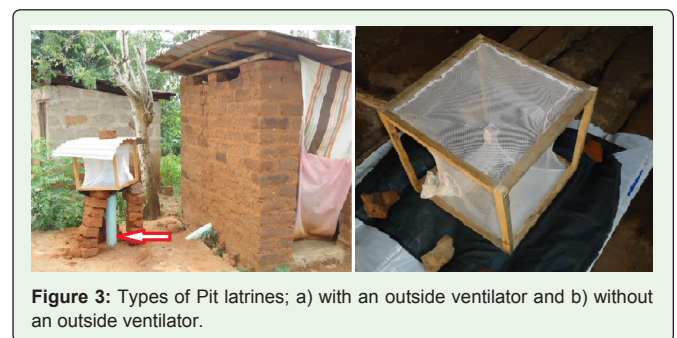 Figure 3: Types of Pit latrines; a) with an outside ventilator and b) without
an outside ventilator.